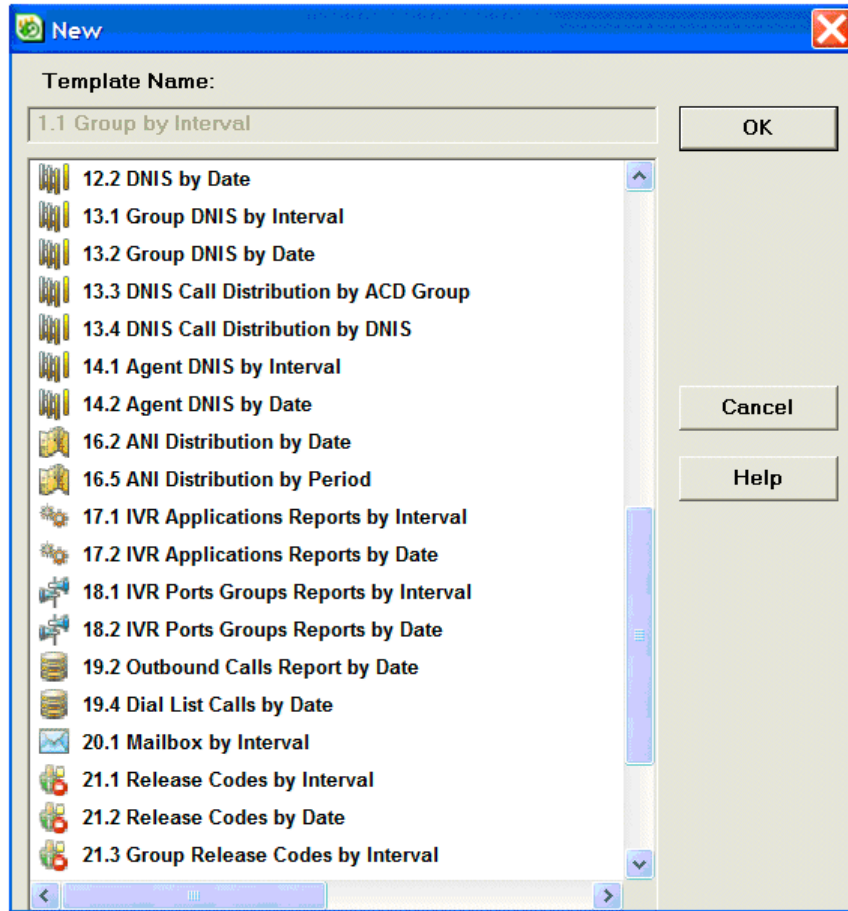 New
Template Name:
1.1 Group by Interval
OK
12.2 DNIS by Date
13.1 Group DNIS by Interval
13.2 Group DNIS by Date
13.3 DNIS Call Distribution by ACD Group
13.4 DNIS Call Distribution by DNIS
14.1 Agent DNIS by Interval
14.2 Agent DNIS by Date
Cancel
16.2 ANI Distribution by Date
16.5 ANI Distribution by Period
Help
17.1 IVR Applications Reports by Interval
17.2 IVR Applications Reports by Date
18.1 IVR Ports Groups Reports by Interval
18.2 IVR Ports Groups Reports by Date
19.2 Outbound Calls Report by Date
19.4 Dial List Calls by Date
20.1 Mailbox by Interval
21.1 Release Codes by Interval
21.2 Release Codes by Date
21.3 Group Release Codes by Interval